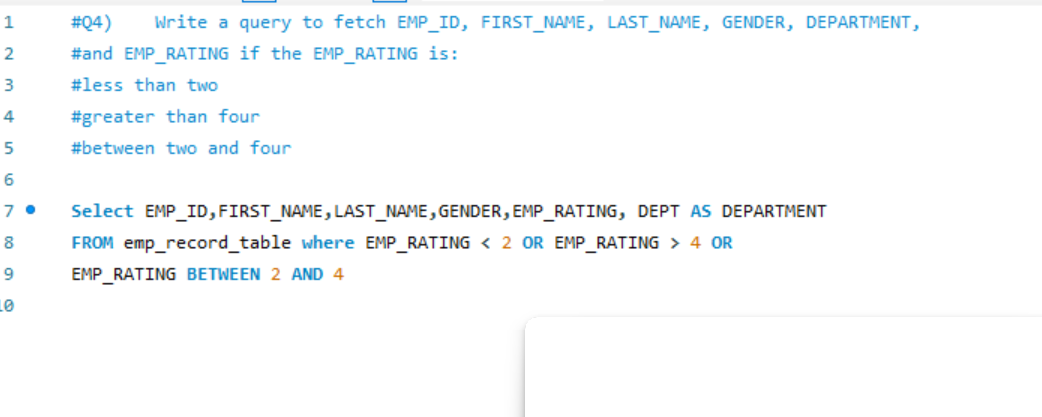 1 #Q4) Write a query to fetch EMP_ID, FIRST_NAME, LAST_NAME, GENDER, DEPARTMENT,
2 #and EMP_RATING if the EMP_RATING is:
3 #less than two
4 #greater than four
5 #between two and four
6
7 Select EMP_ID,FIRST_NAME,LAST_NAME,GENDER,EMP_RATING, DEPT AS DEPARTMENT
8 FROM emp_record_table where EMP_RATING < 2 OR EMP_RATING > 4 OR
9 EMP_RATING BETWEEN 2 AND 4
10